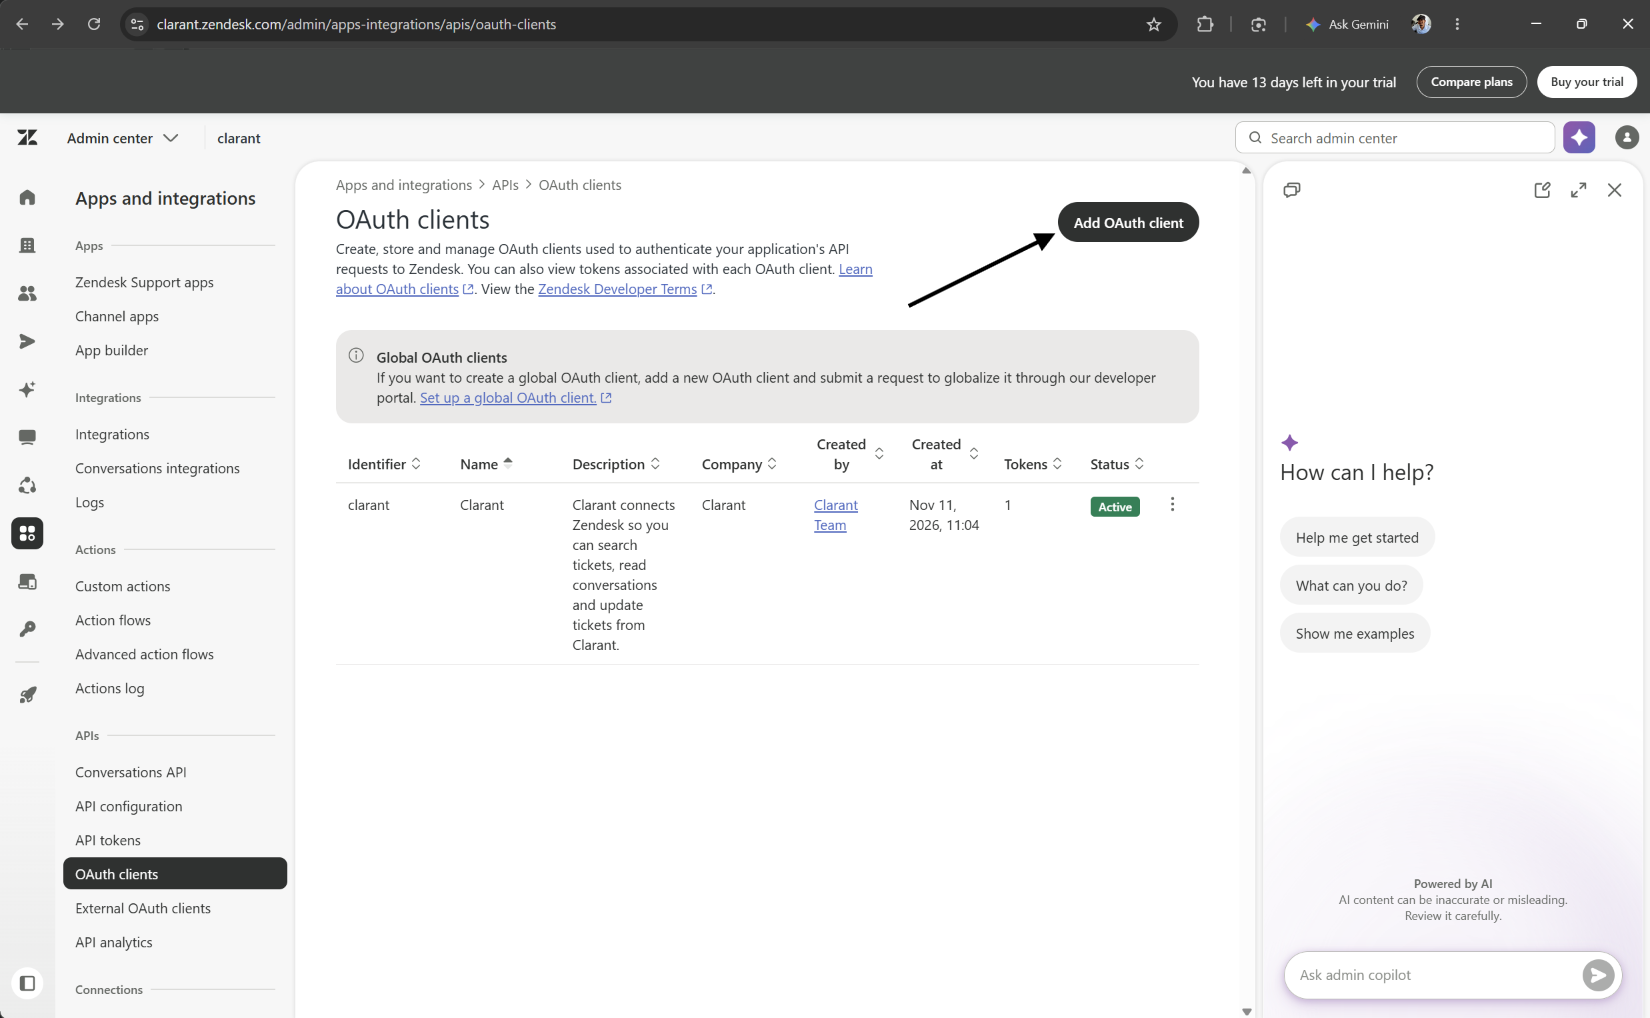 clarant.zendesk.com/admin/apps-integrations/apis/oauth-clients
Ask Gemini
You have 13 days left in your trial
Compare plans
Buy your trial
Admin center
clarant
Search admin center
Apps and integrations
Apps
Zendesk Support apps
Channel apps
App builder
Integrations
Integrations
Conversations integrations
Logs
Actions
Custom actions
Action flows
Advanced action flows
Actions log
APIs
Conversations API
API configuration
API tokens
OAuth clients
External OAuth clients
API analytics
Connections
Apps and integrations > APIs > OAuth clients
OAuth clients
Add OAuth client
Create, store and manage OAuth clients used to authenticate your application's API
requests to Zendesk. You can also view tokens associated with each OAuth client. Learn
about OAuth clients. View the Zendesk Developer Terms.
Global OAuth clients
If you want to create a global OAuth client, add a new OAuth client and submit a request to globalize it through our developer
portal. Set up a global OAuth client.
Identifier Name Description Company Created by Created at Tokens Status
clarant Clarant Clarant connects Clarant Clarant Nov 11, 1 Active
Zendesk so you Team 2026, 11:04
can search
tickets, read
conversations
and update
tickets from
Clarant.
How can I help?
Help me get started
What can you do?
Show me examples
Powered by AI
AI content can be inaccurate or misleading.
Review it carefully.
Ask admin copilot